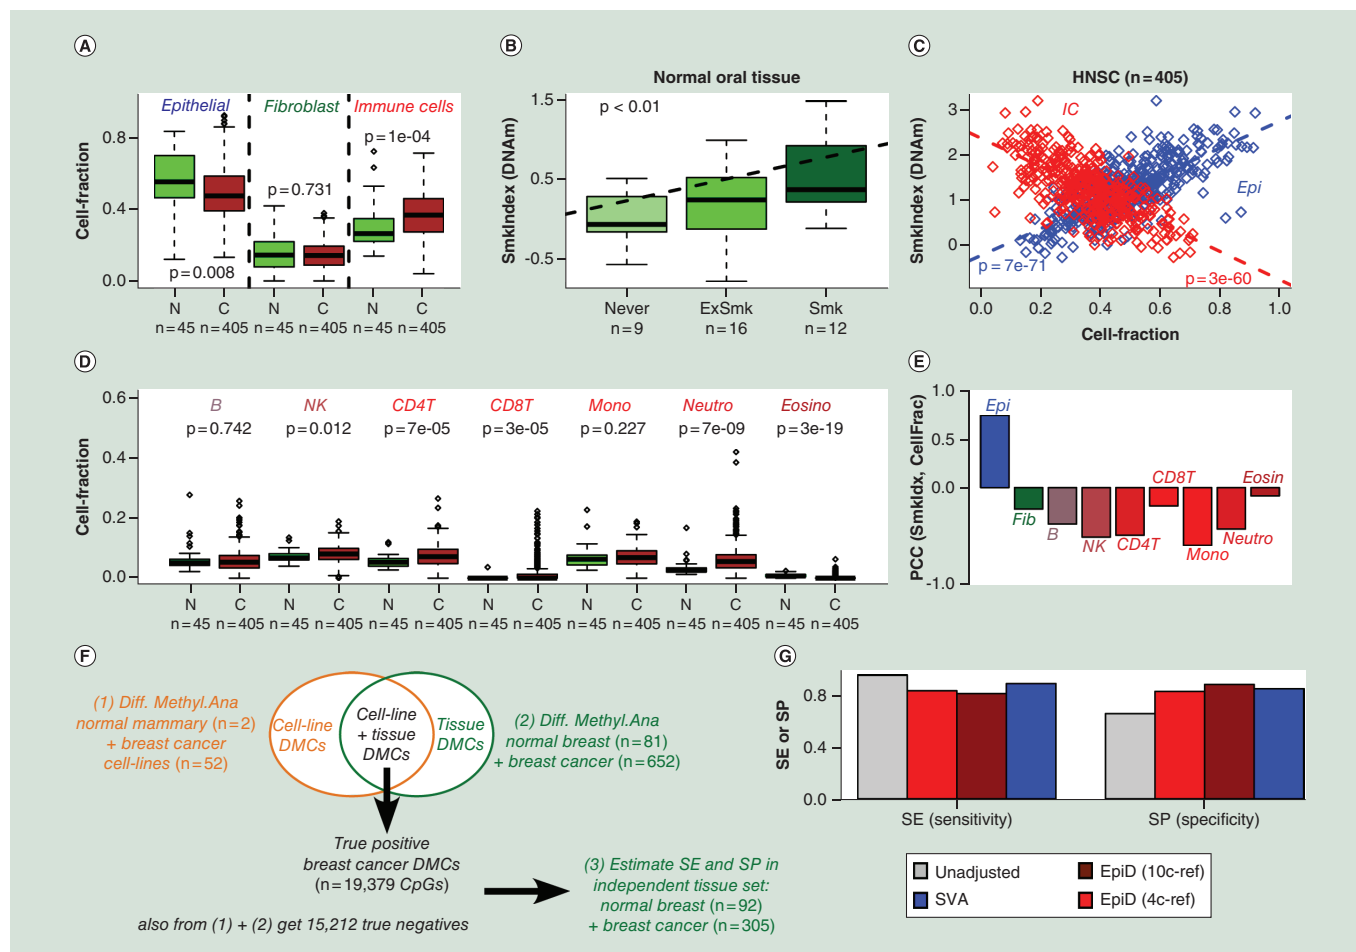 A
Epithelial Fibroblast Immune cells
p=1e-04
p=0.731
p=0.008
Cell-fraction
0.8
0.4
0.0
N C N C N C
n=45 n=405 n=45 n=405 n=45 n=405
B
Normal oral tissue
p < 0.01
SmkIndex (DNAm)
1.5
0.5
-0.5
Never ExSmk Smk
n=9 n=16 n=12
C
HNSC (n=405)
IC
Epi
p=7e-71
p=3e-60
SmkIndex (DNAm)
3
2
1
0
0.0 0.2 0.4 0.6 0.8 1.0
Cell-fraction
D
B NK CD4T CD8T Mono Neutro Eosino
p=0.742 p=0.012 p=7e-05 p=3e-05 p=0.227 p=7e-09 p=3e-19
Cell-fraction
0.6
0.4
0.2
0.0
N C N C N C N C N C N C N C
n=45 n=405 n=45 n=405 n=45 n=405 n=45 n=405 n=45 n=405 n=45 n=405 n=45 n=405
E
PCC (SmkIdx, CellFrac)
1.0
0.5
0.0
-1.0
Epi
Fib
B
NK
CD4T
CD8T
Mono
Neutro
Eosin
F
(1) Diff. Methyl.Ana
normal mammary (n=2)
+ breast cancer
cell-lines (n=52)
Cell-line
DMCs
Cell-line
+ tissue
DMCs
Tissue
DMCs
(2) Diff. Methyl.Ana
normal breast (n=81)
+ breast cancer (n=652)
True positive
breast cancer DMCs
(n=19,379 CpGs)
also from (1) + (2) get 15,212 true negatives
(3) Estimate SE and SP in
independent tissue set:
normal breast (n=92)
+ breast cancer (n=305)
G
SE or SP
0.8
0.4
0.0
SE (sensitivity) SP (specificity)
Unadjusted EpiD (10c-ref)
SVA EpiD (4c-ref)